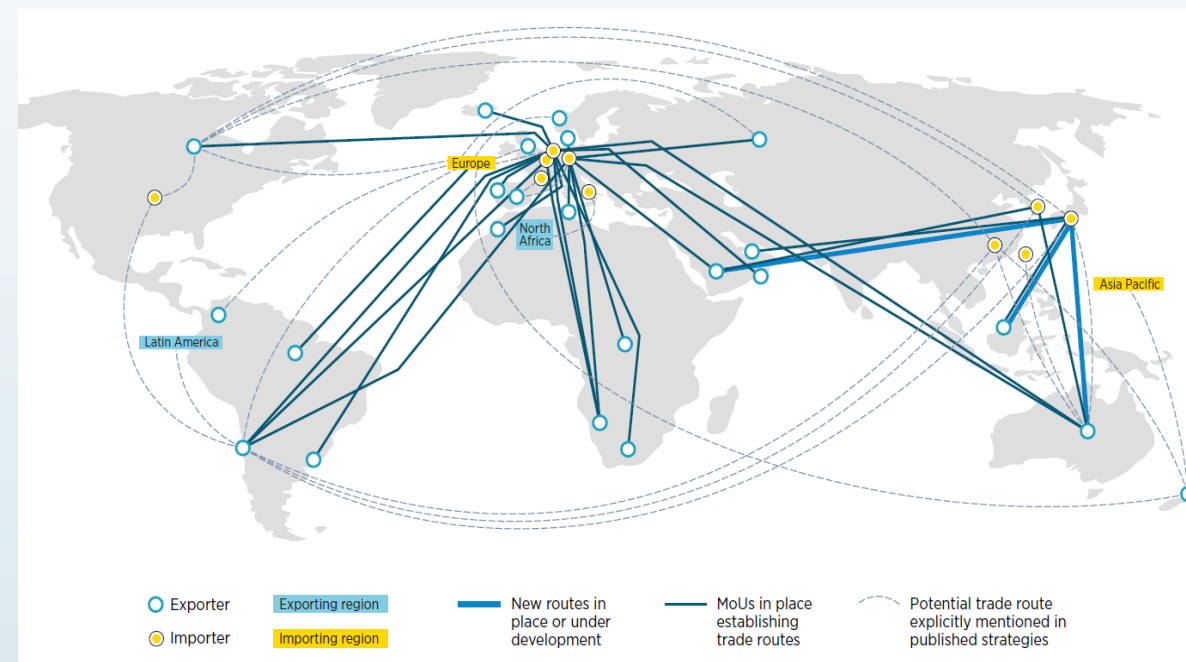 Europe
North
Africa
Latin America
Asia Pacific
Exporter
Importer
Exporting region
Importing region
New routes in
place or under
development
MoUs in place
establishing
trade routes
Potential trade route
explicitly mentioned in
published strategies